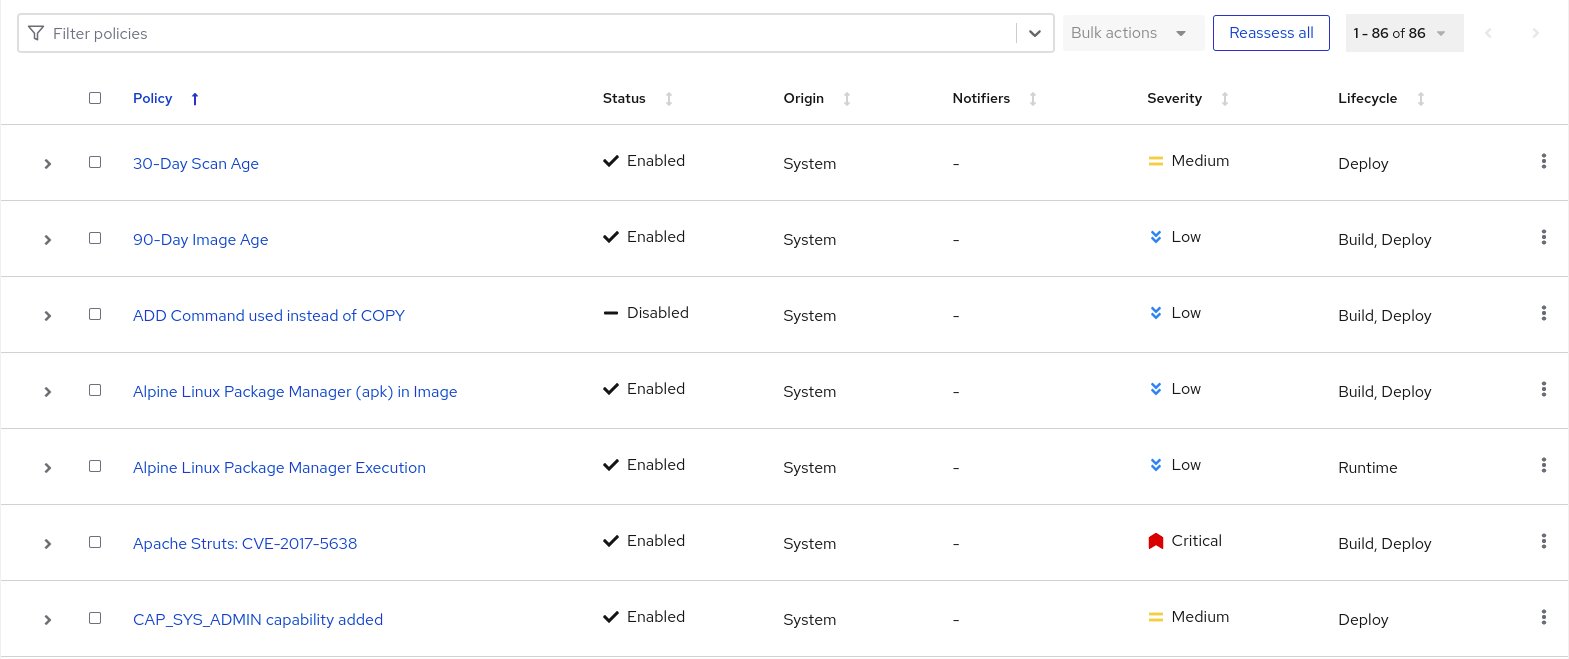 Filter policies Bulk actions Reassess all 1 - 86 of 86
Policy Status Origin Notifiers Severity Lifecycle
30-Day Scan Age Enabled System - Medium Deploy
90-Day Image Age Enabled System - Low Build, Deploy
ADD Command used instead of COPY Disabled System - Low Build, Deploy
Alpine Linux Package Manager (apk) in Image Enabled System - Low Build, Deploy
Alpine Linux Package Manager Execution Enabled System - Low Runtime
Apache Struts: CVE-2017-5638 Enabled System - Critical Build, Deploy
CAP_SYS_ADMIN capability added Enabled System - Medium Deploy